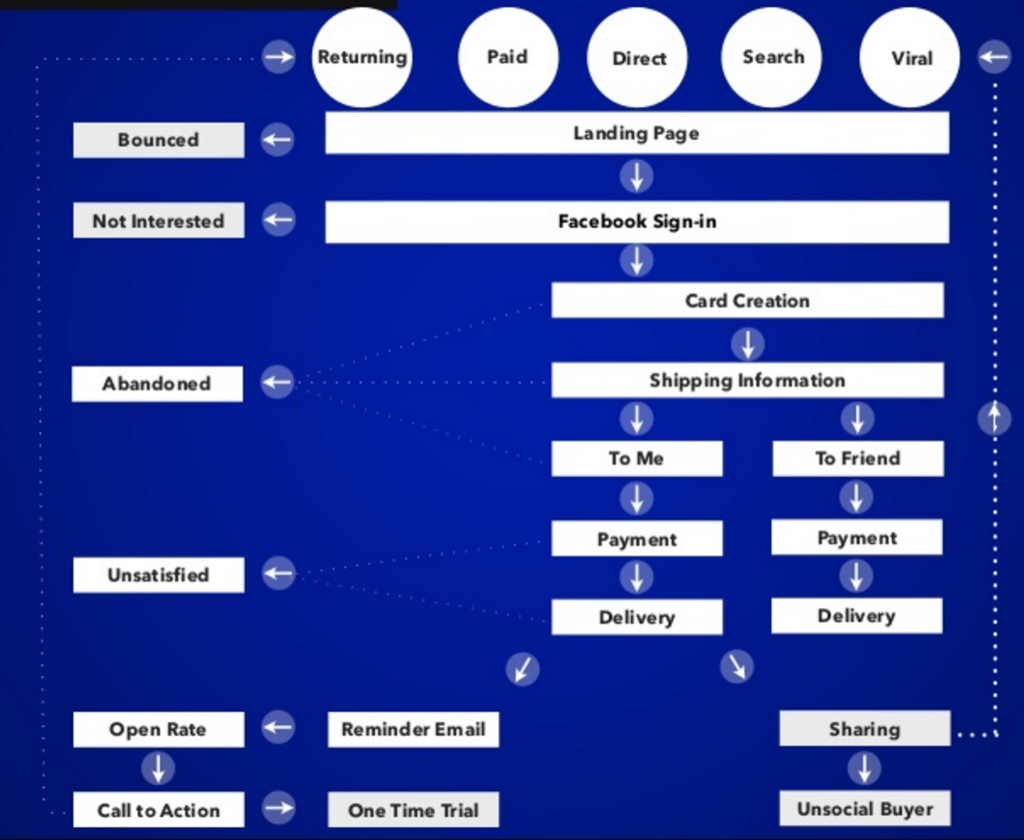 Returning
Paid
Direct
Search
Viral
Bounced
Landing Page
Not Interested
Facebook Sign-in
Card Creation
Abandoned
Shipping Information
To Me
To Friend
Payment
Payment
Unsatisfied
Delivery
Delivery
Open Rate
Reminder Email
Sharing
Call to Action
One Time Trial
Unsocial Buyer